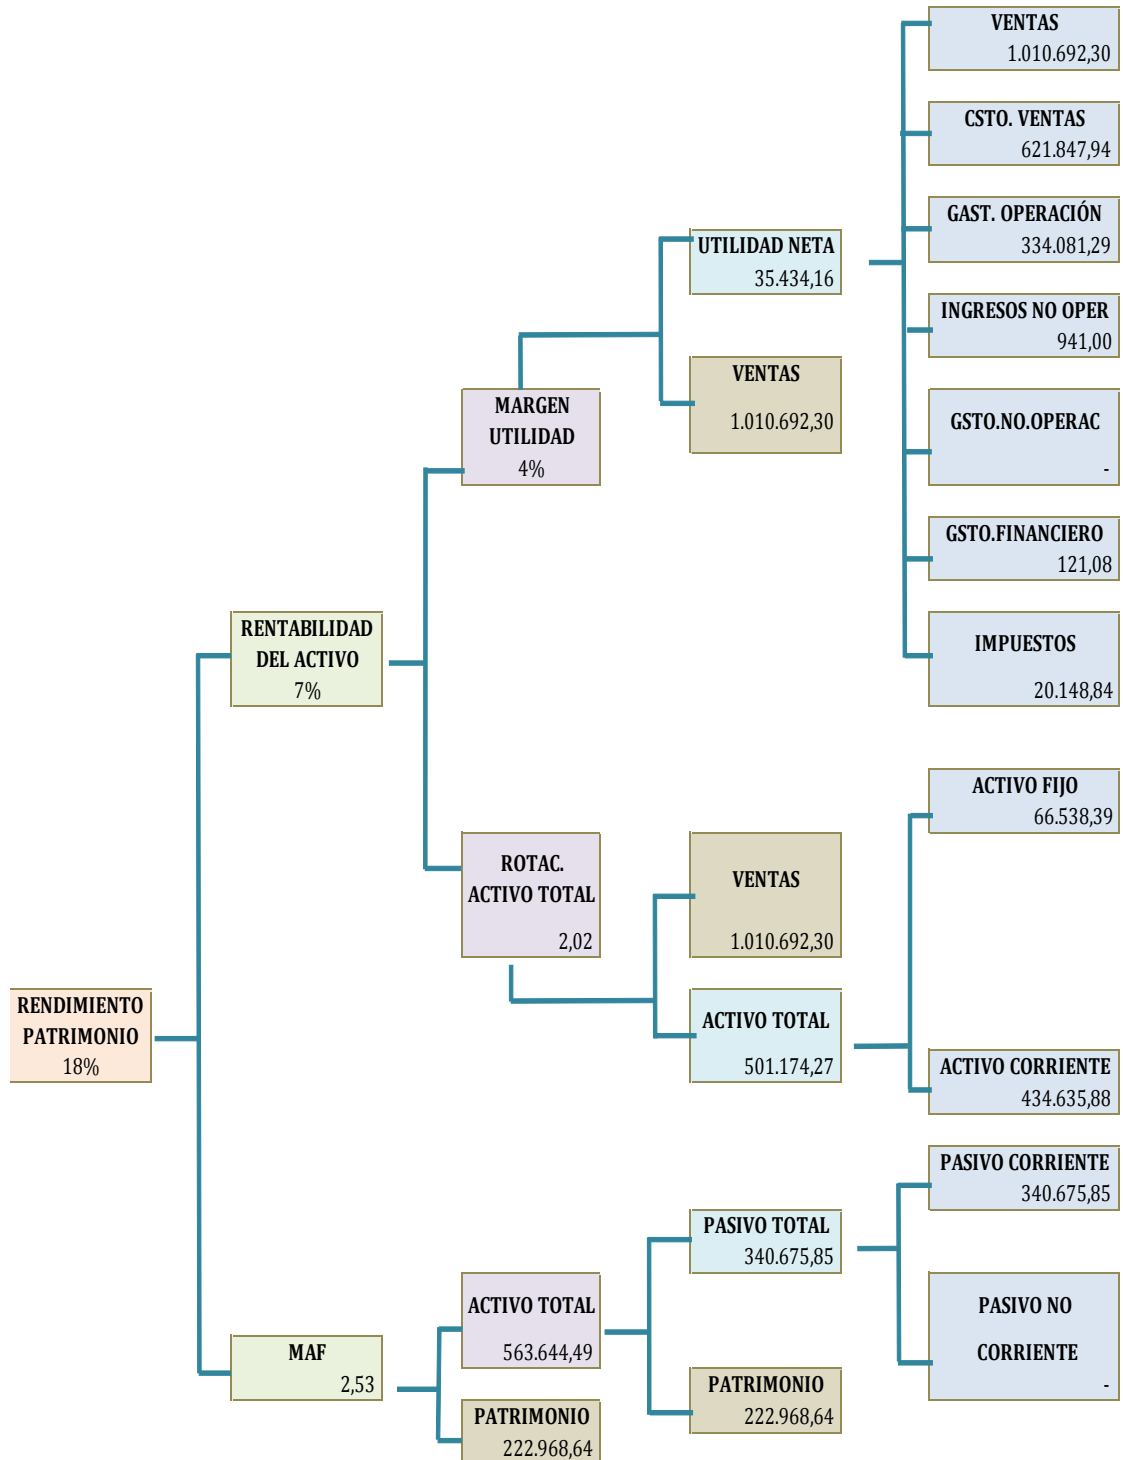 VENTAS
1.010.692,30
CSTO. VENTAS
621.847,94
GAST. OPERACIÓN
334.081,29
UTILIDAD NETA
35.434,16
INGRESOS NO OPER
941,00
VENTAS
1.010.692,30
MARGEN
UTILIDAD
4%
GSTO.NO.OPERAC
-
GSTO.FINANCIERO
121,08
RENTABILIDAD
DEL ACTIVO
7%
IMPUESTOS
20.148,84
ACTIVO FIJO
66.538,39
ROTAC.
ACTIVO TOTAL
2,02
VENTAS
1.010.692,30
RENDIMIENTO
PATRIMONIO
18%
ACTIVO TOTAL
501.174,27
ACTIVO CORRIENTE
434.635,88
PASIVO CORRIENTE
340.675,85
PASIVO TOTAL
340.675,85
ACTIVO TOTAL
563.644,49
PASIVO NO
CORRIENTE
-
MAF
2,53
PATRIMONIO
222.968,64
PATRIMONIO
222.968,64